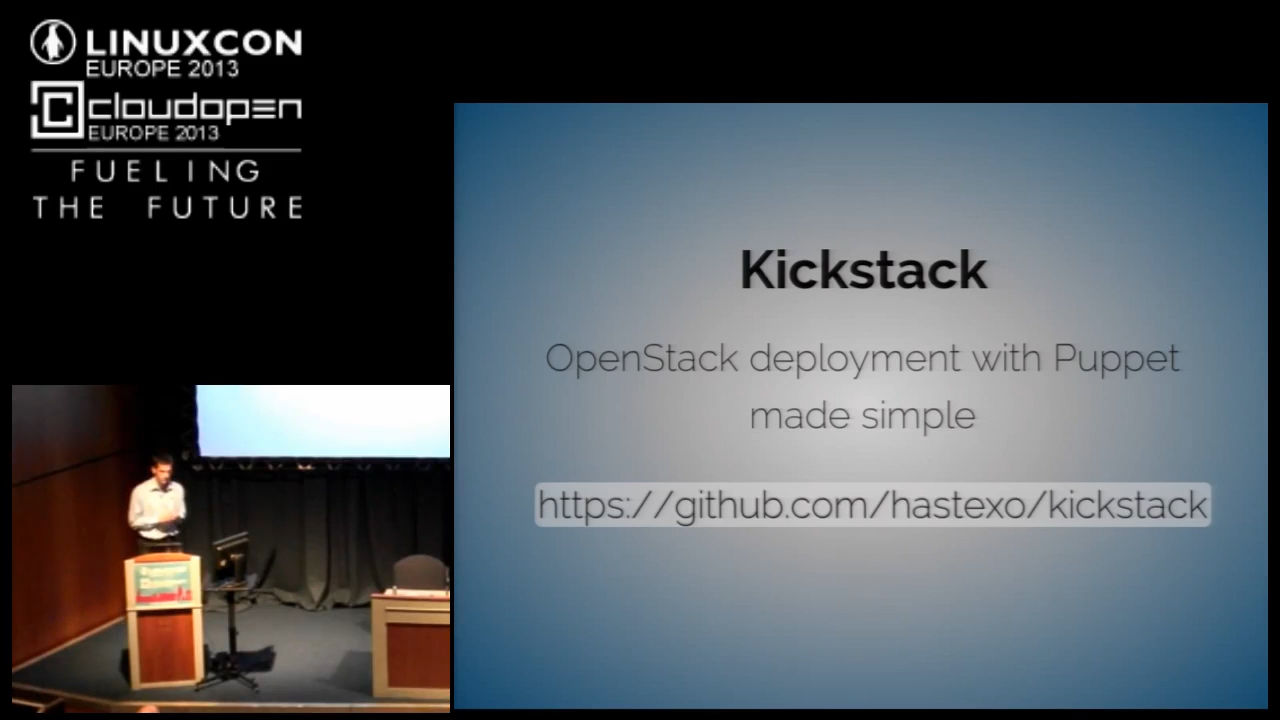 LINUXCON
EUROPE 2013
cloudopen
EUROPE 2013
FUELING
THE FUTURE
Kickstack
OpenStack deployment with Puppet
made simple
https://github.com/hastexo/kickstack